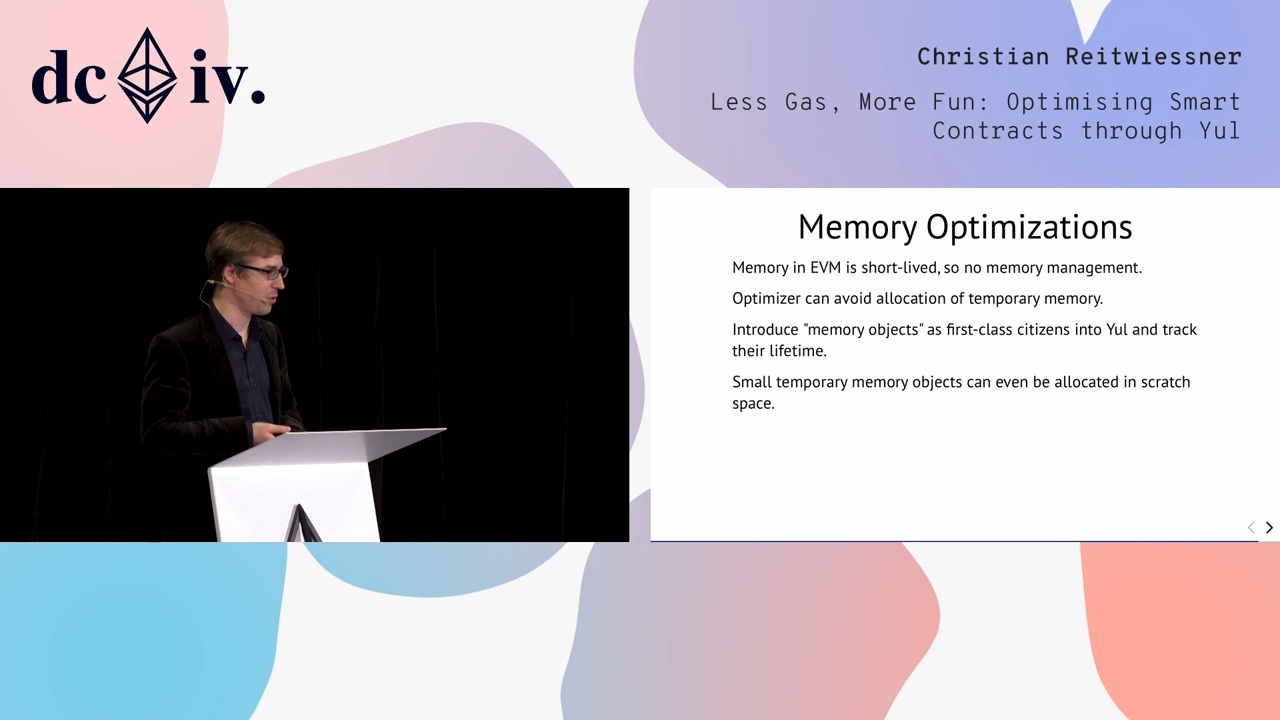 dc iv.
Christian Reitwiessner
Less Gas, More Fun: Optimising Smart
Contracts through Yul
Memory Optimizations
Memory in EVM is short-lived, so no memory management.
Optimizer can avoid allocation of temporary memory.
Introduce "memory objects" as first-class citizens into Yul and track
their lifetime.
Small temporary memory objects can even be allocated in scratch
space.